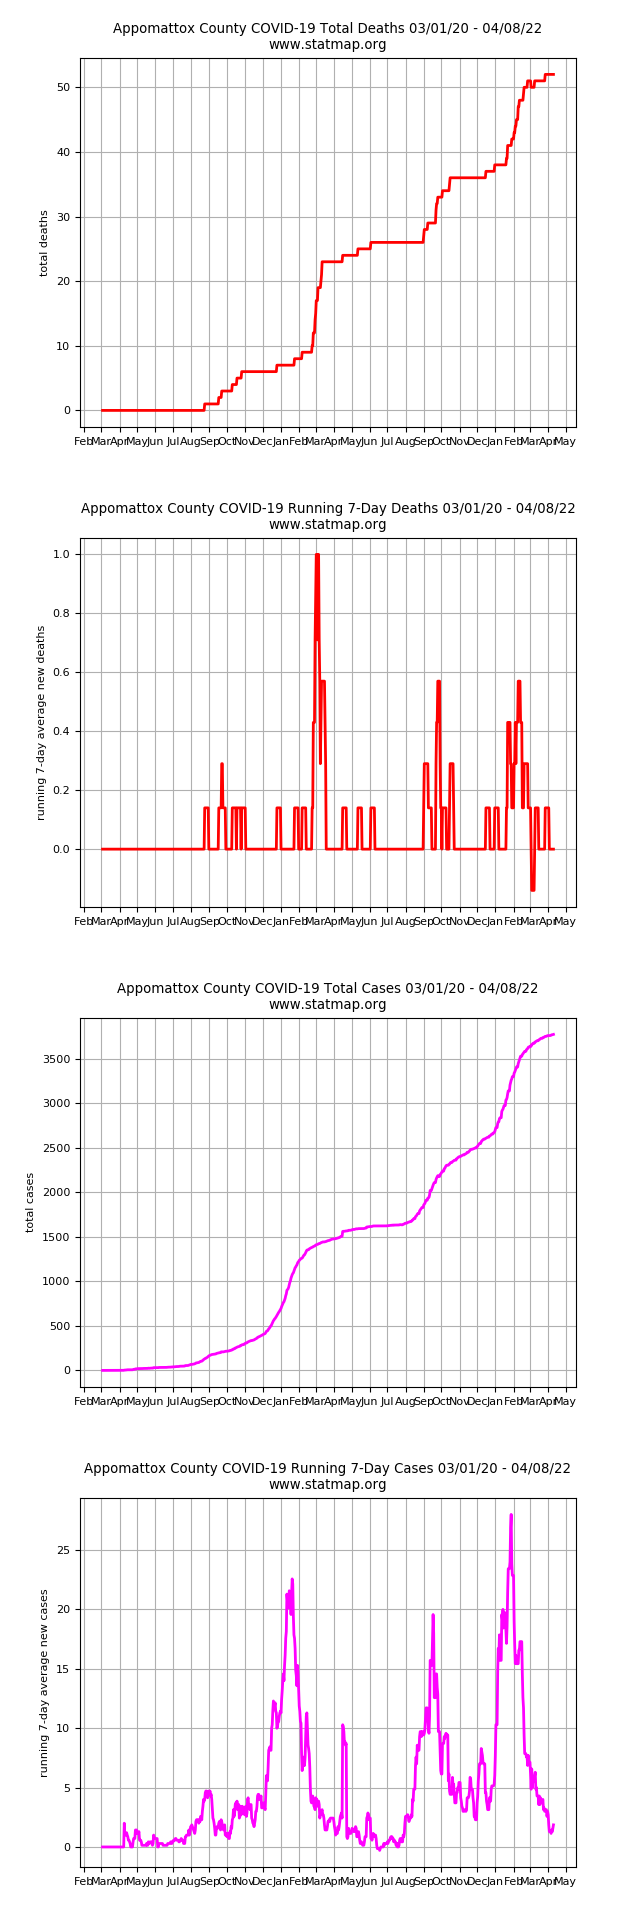 Appomattox County COVID-19 Total Deaths 03/01/20 - 04/08/22
www.statmap.org
50
40
30
20
10
0
total deaths
Feb Mar Apr May Jun Jul Aug Sep Oct Nov Dec Jan Feb Mar Apr May Jun Jul Aug Sep Oct Nov Dec Jan Feb Mar Apr May
Appomattox County COVID-19 Running 7-Day Deaths 03/01/20 - 04/08/22
www.statmap.org
1.0
0.8
0.6
0.4
0.2
0.0
running 7-day average new deaths
Feb Mar Apr May Jun Jul Aug Sep Oct Nov Dec Jan Feb Mar Apr May Jun Jul Aug Sep Oct Nov Dec Jan Feb Mar Apr May
Appomattox County COVID-19 Total Cases 03/01/20 - 04/08/22
www.statmap.org
3500
3000
2500
2000
1500
1000
500
0
total cases
Feb Mar Apr May Jun Jul Aug Sep Oct Nov Dec Jan Feb Mar Apr May Jun Jul Aug Sep Oct Nov Dec Jan Feb Mar Apr May
Appomattox County COVID-19 Running 7-Day Cases 03/01/20 - 04/08/22
www.statmap.org
25
20
15
10
5
0
running 7-day average new cases
Feb Mar Apr May Jun Jul Aug Sep Oct Nov Dec Jan Feb Mar Apr May Jun Jul Aug Sep Oct Nov Dec Jan Feb Mar Apr May